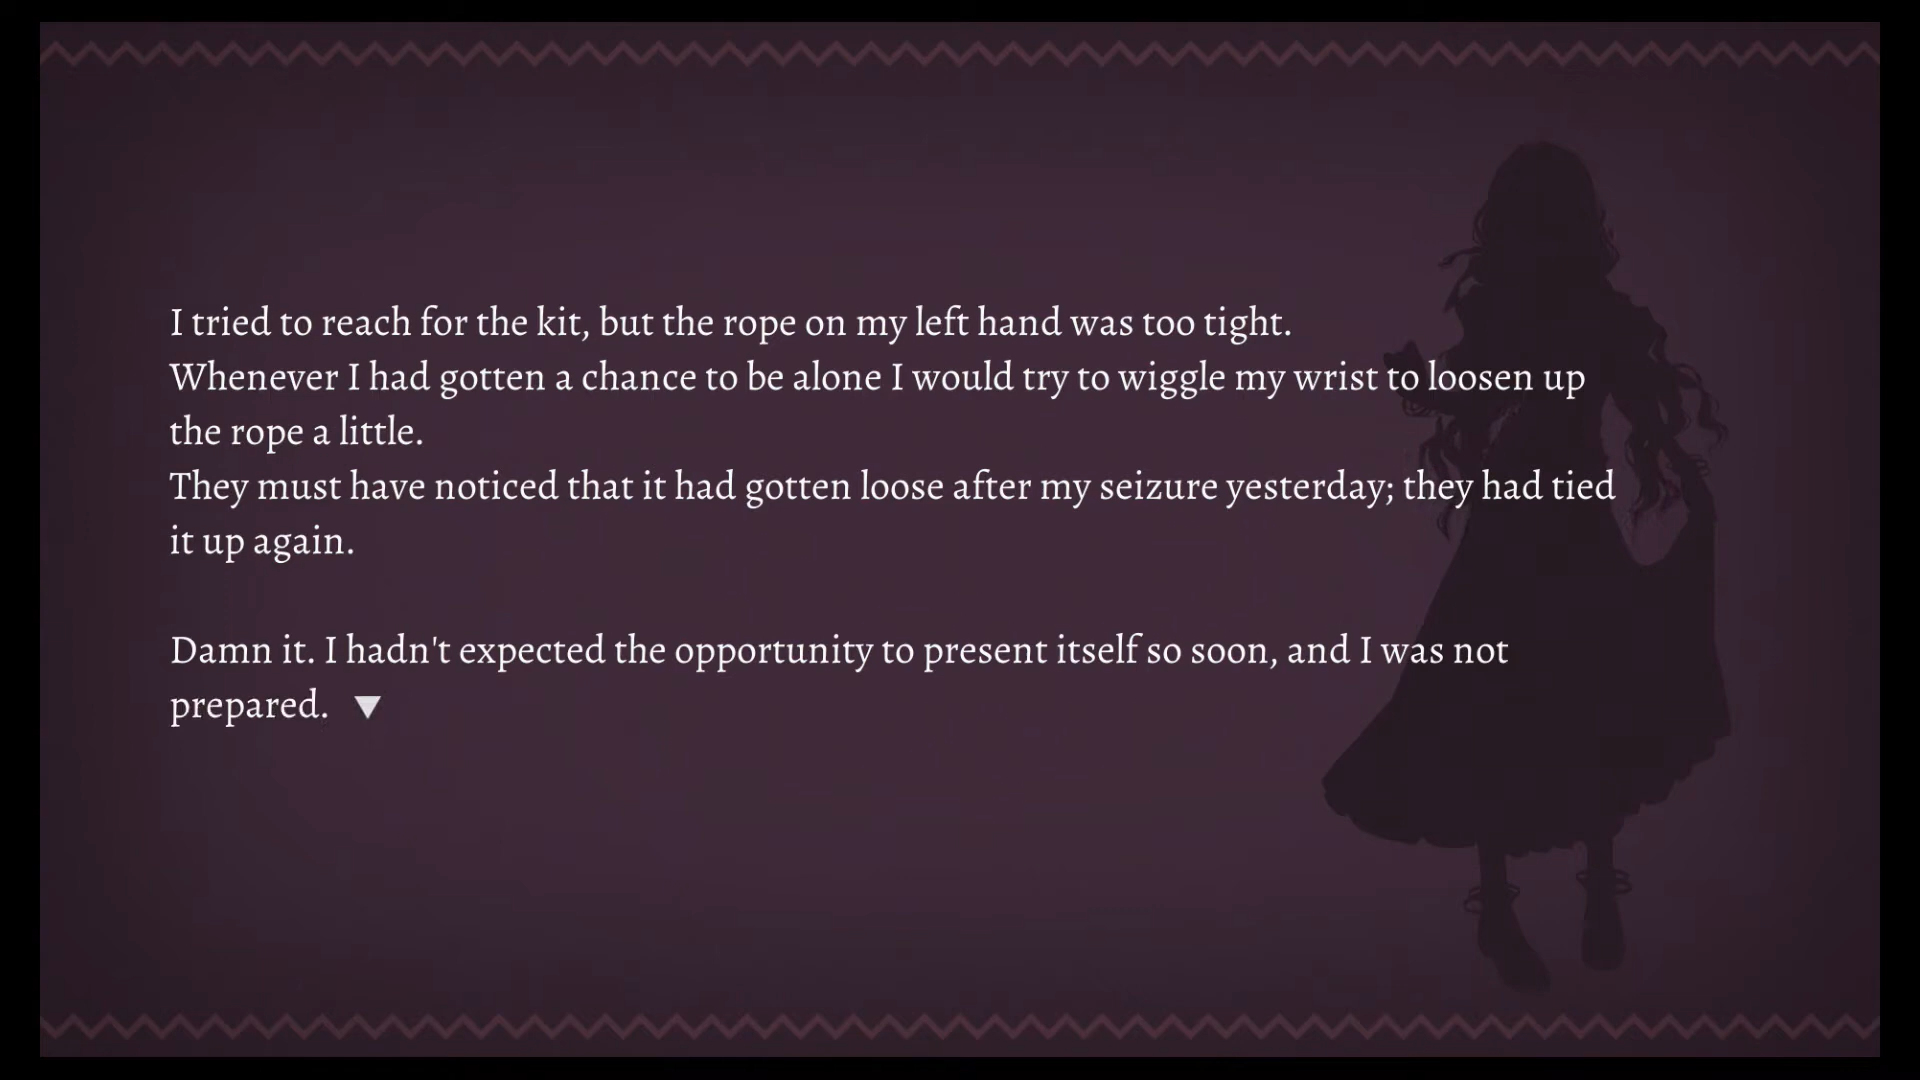 I tried to reach for the kit, but the rope on my left hand was too tight.
Whenever I had gotten a chance to be alone I would try to wiggle my wrist to loosen up
the rope a little.
They must have noticed that it had gotten loose after my seizure yesterday; they had tied
it up again.
Damn it. I hadn't expected the opportunity to present itself so soon, and I was not
prepared.